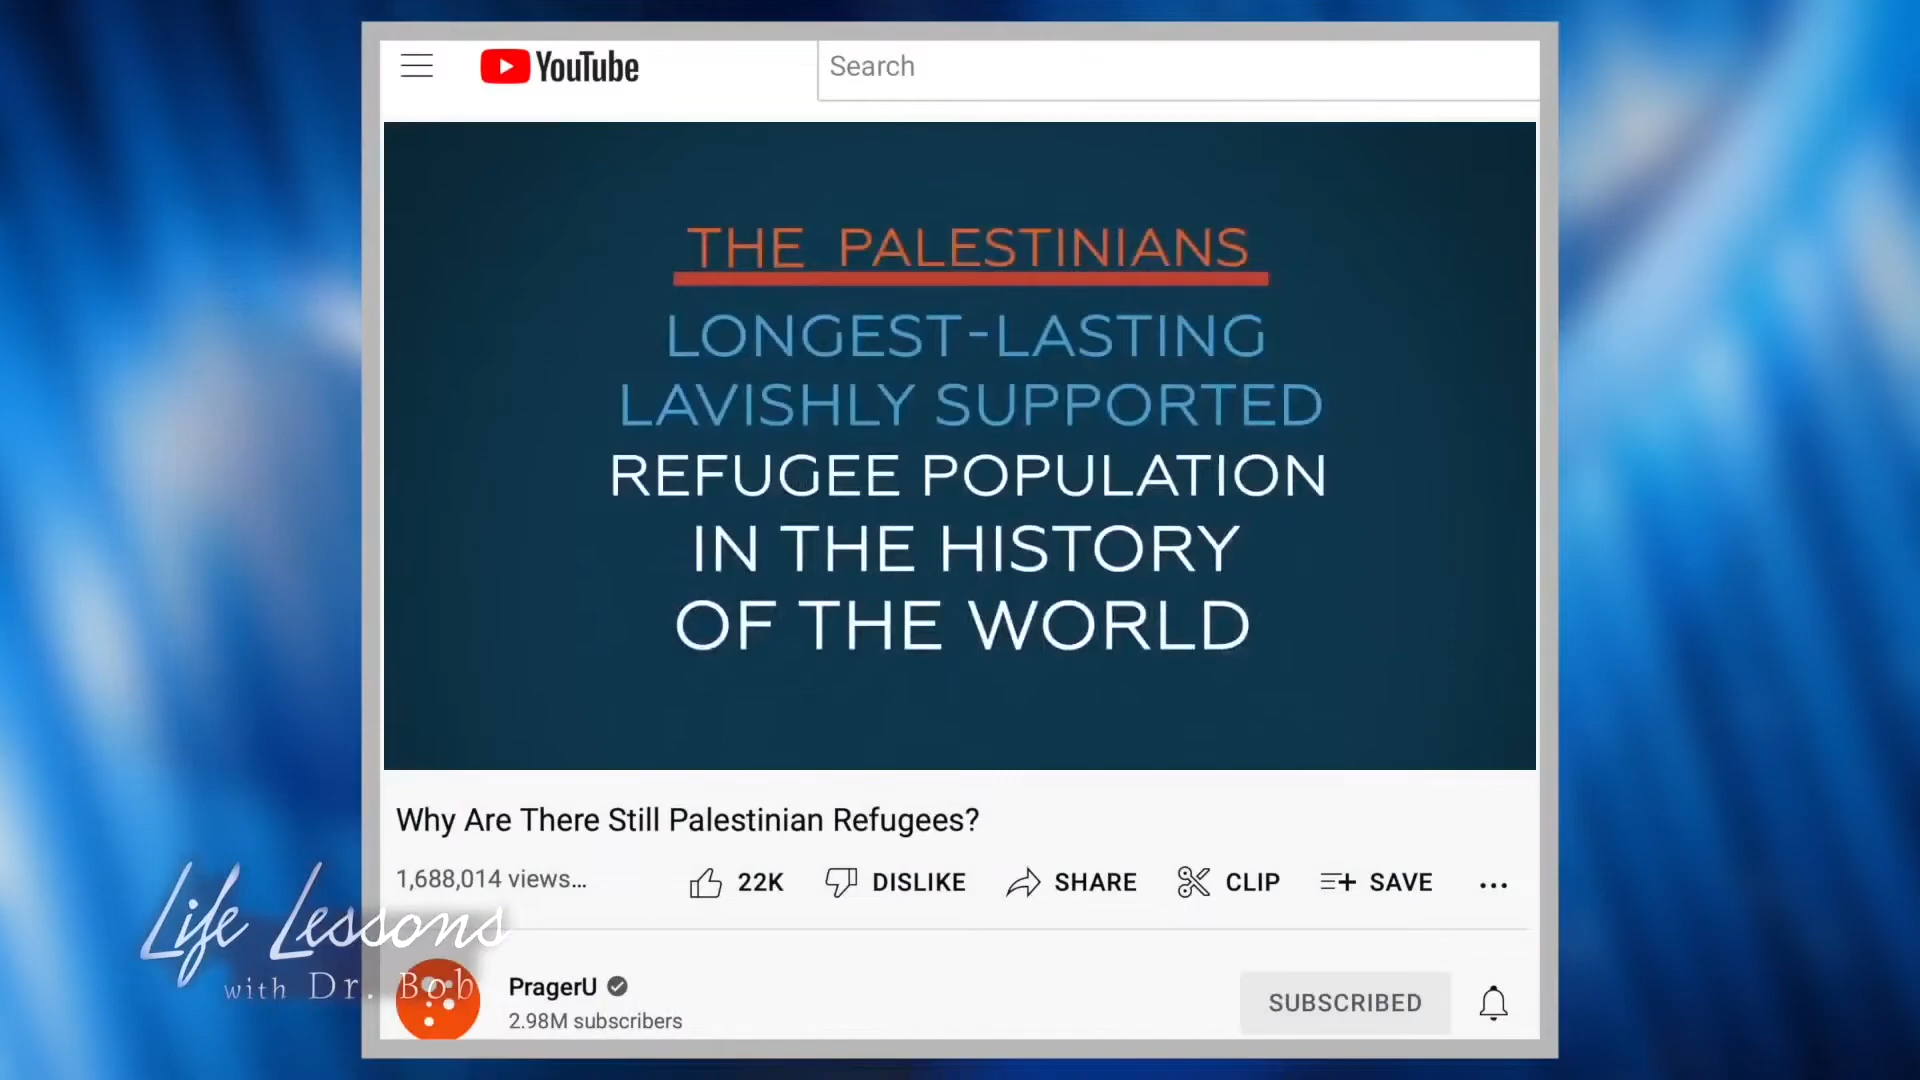 YouTube
Search
THE PALESTINIANS
LONGEST-LASTING
LAVISHLY SUPPORTED
REFUGEE POPULATION
IN THE HISTORY
OF THE WORLD
Why Are There Still Palestinian Refugees?
1,688,014 views...
22K
DISLIKE
SHARE
CLIP
SAVE
Life Lessons
with Dr. Bob
PragerU
2.98M subscribers
SUBSCRIBED